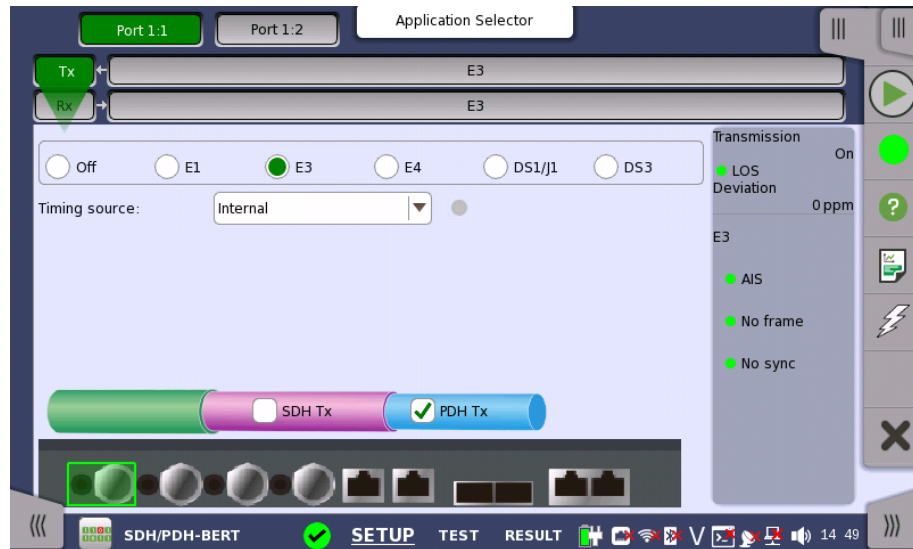 Port 1:1
Port 1:2
Application Selector
Tx
E3
Rx
E3
Off
E1
E3
E4
DS1/J1
DS3
Timing source:
Internal
Transmission
On
LOS
Deviation
0 ppm
E3
AIS
No frame
No sync
?
SDH Tx
PDH Tx
SDH/PDH-BERT
SETUP
TEST
RESULT
V
14 49